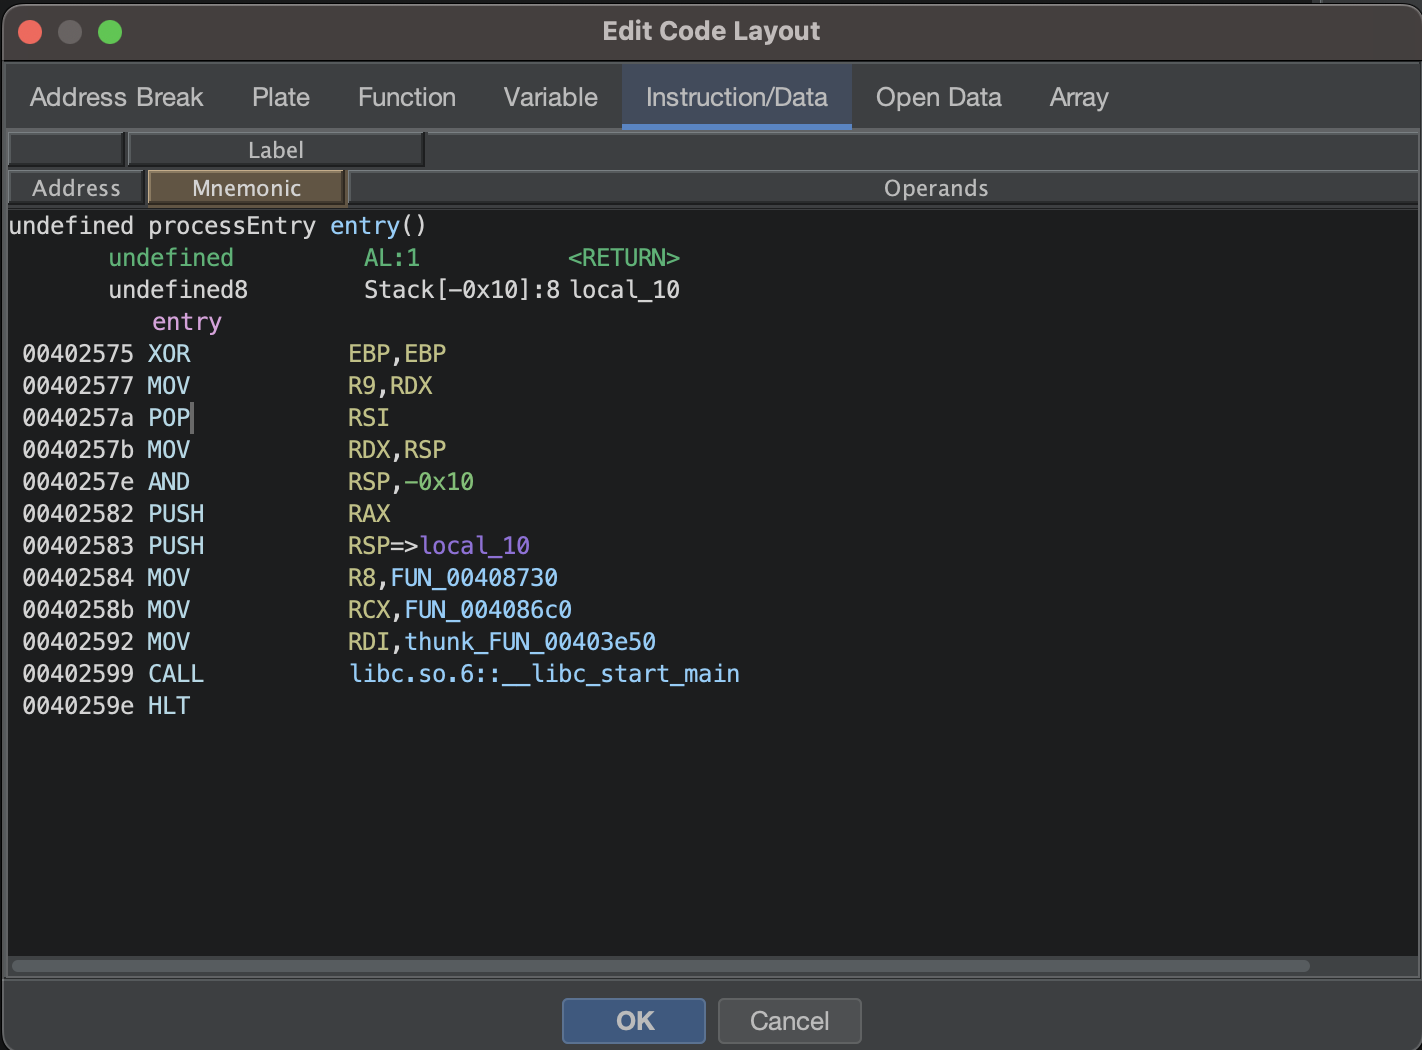 Edit Code Layout
Address Break Plate Function Variable Instruction/Data Open Data Array
Label
Address Mnemonic Operands
undefined processEntry entry()
undefined AL:1 <RETURN>
undefined8 Stack[-0x10]:8 local_10
entry
00402575 XOR EBP,EBP
00402577 MOV R9,RDX
0040257a POP RSI
0040257b MOV RDX,RSP
0040257e AND RSP,-0x10
00402582 PUSH RAX
00402583 PUSH RSP=>local_10
00402584 MOV R8,FUN_00408730
0040258b MOV RCX,FUN_004086c0
00402592 MOV RDI,thunk_FUN_00403e50
00402599 CALL libc.so.6::__libc_start_main
0040259e HLT
OK Cancel